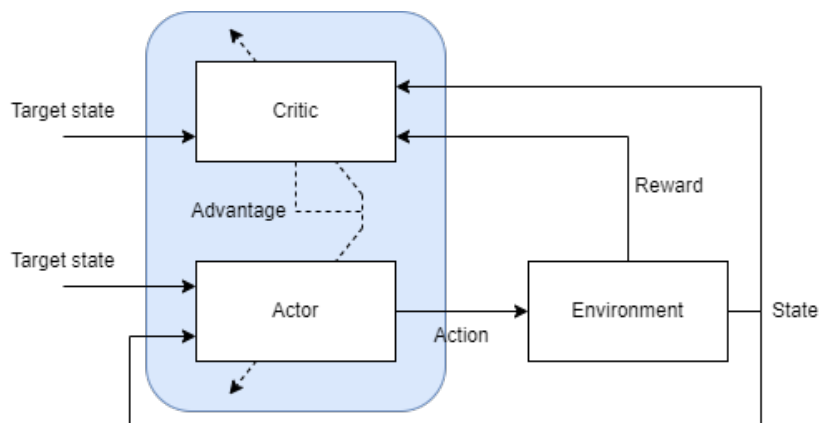 Target state
Critic
Reward
Advantage
Target state
Actor
Action
Environment
State